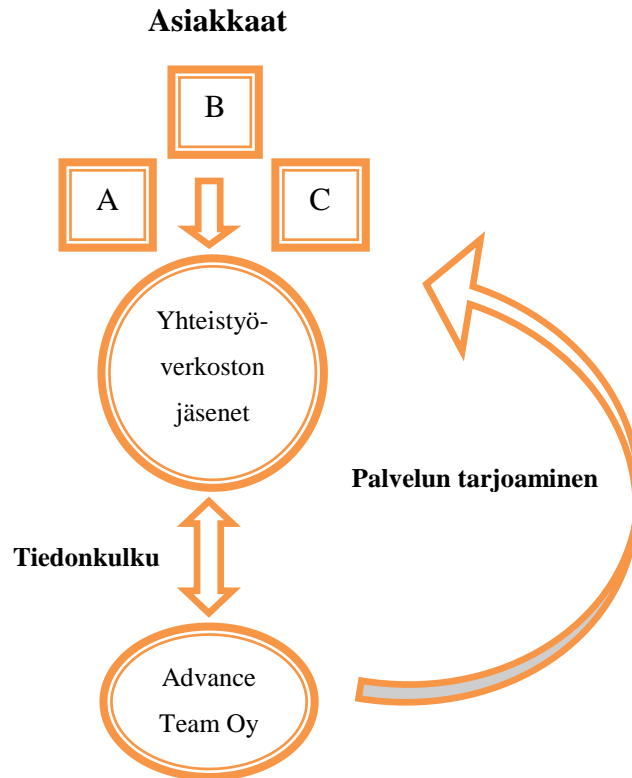 Asiakkaat
B
A
C
Yhteistyö-
verkoston
jäsenet
Palvelun tarjoaminen
Tiedonkulku
Advance
Team Oy